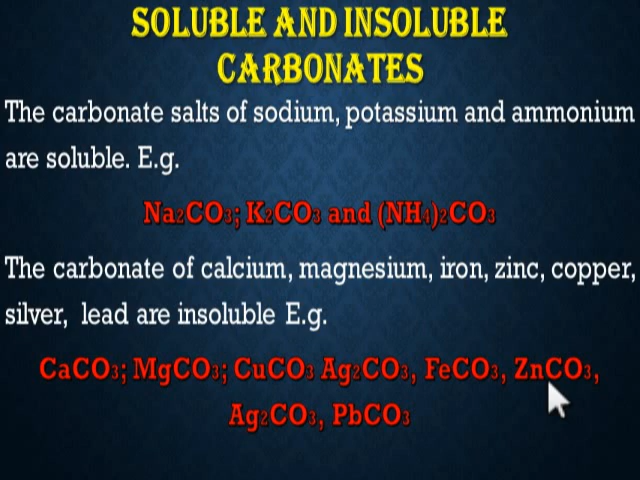 SOLUBLE AND INSOLUBLE
CARBONATES
The carbonate salts of sodium, potassium and ammonium
are soluble. E.g.
Na₂CO₃; K₂CO₃ and (NH₄)₂CO₃
The carbonate of calcium, magnesium, iron, zinc, copper,
silver, lead are insoluble E.g.
CaCO₃; MgCO₃; CuCO₃ Ag₂CO₃, FeCO₃, ZnCO₃,
Ag₂CO₃, PbCO₃